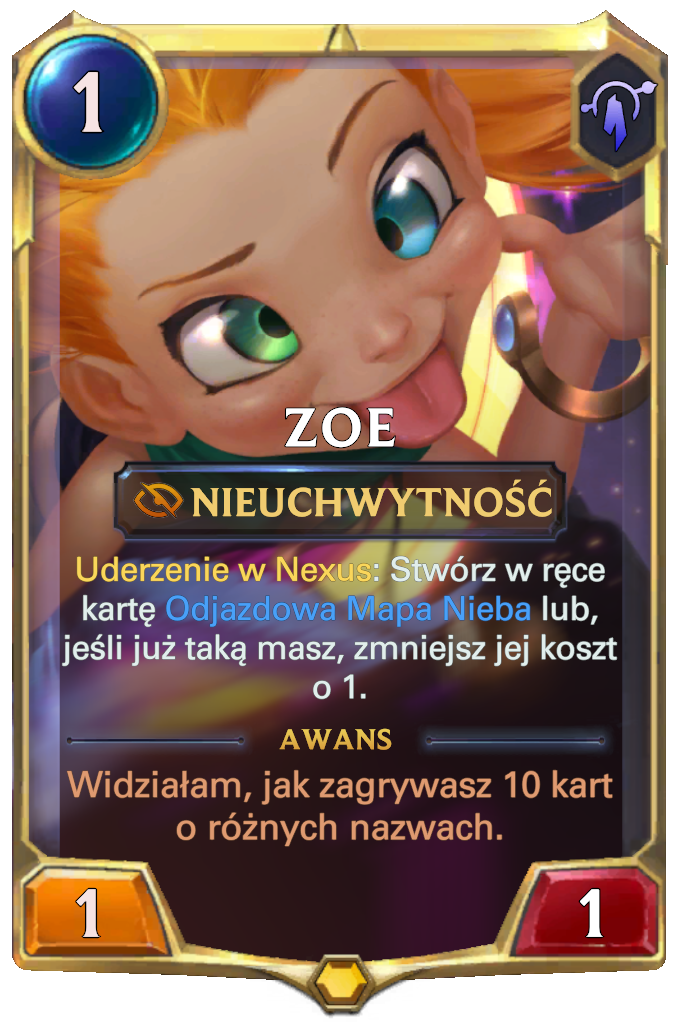 1
ZOE
NIEUCHWYTNOŚĆ
Uderzenie w Nexus: Stwórz w ręce
kartę Odjazdowa Mapa Nieba lub,
jeśli już taką masz, zmniejsz jej koszt
o 1.
AWANS
Widziałam, jak zagrywasz 10 kart
o różnych nazwach.
1
1